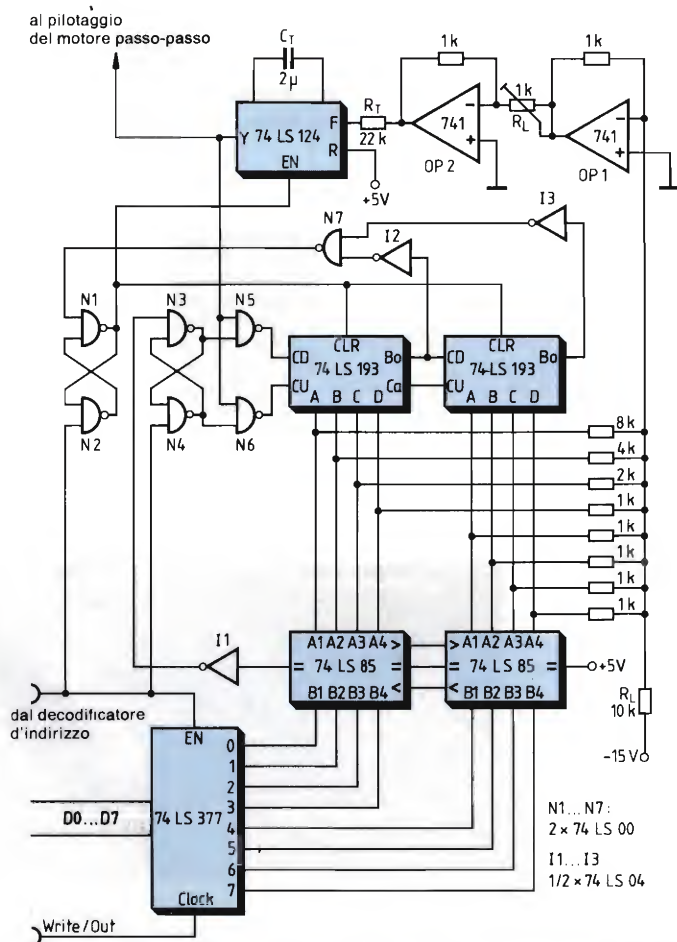 al pilotaggio
del motore passo-passo
C_T
2µ
1k
1k
Y
74 LS 124
F
R
EN
R_T
22 k
+5V
741
-
+
OP 2
1k
R_L
741
-
+
OP 1
N7
I2
I3
N1
N3
N5
N2
N4
N6
CLR
CD
Bo
74 LS 193
CU
Ca
A
B
C
D
CLR
CD
Bo
74 LS 193
CU
A
B
C
D
8k
4k
2k
1k
1k
1k
1k
1k
I1
A1 A2 A3 A4 >
= 74 LS 85 =
B1 B2 B3 B4 <
> A1 A2 A3 A4
= 74 LS 85 =
< B1 B2 B3 B4
+5V
R_L
10 k
-15V
dal decodificatore
d'indirizzo
EN
0
1
2
3
4
5
6
7
D0...D7
74 LS 377
Clock
Write/Out
N1...N7:
2 × 74 LS 00
I1...I3
1/2 × 74 LS 04